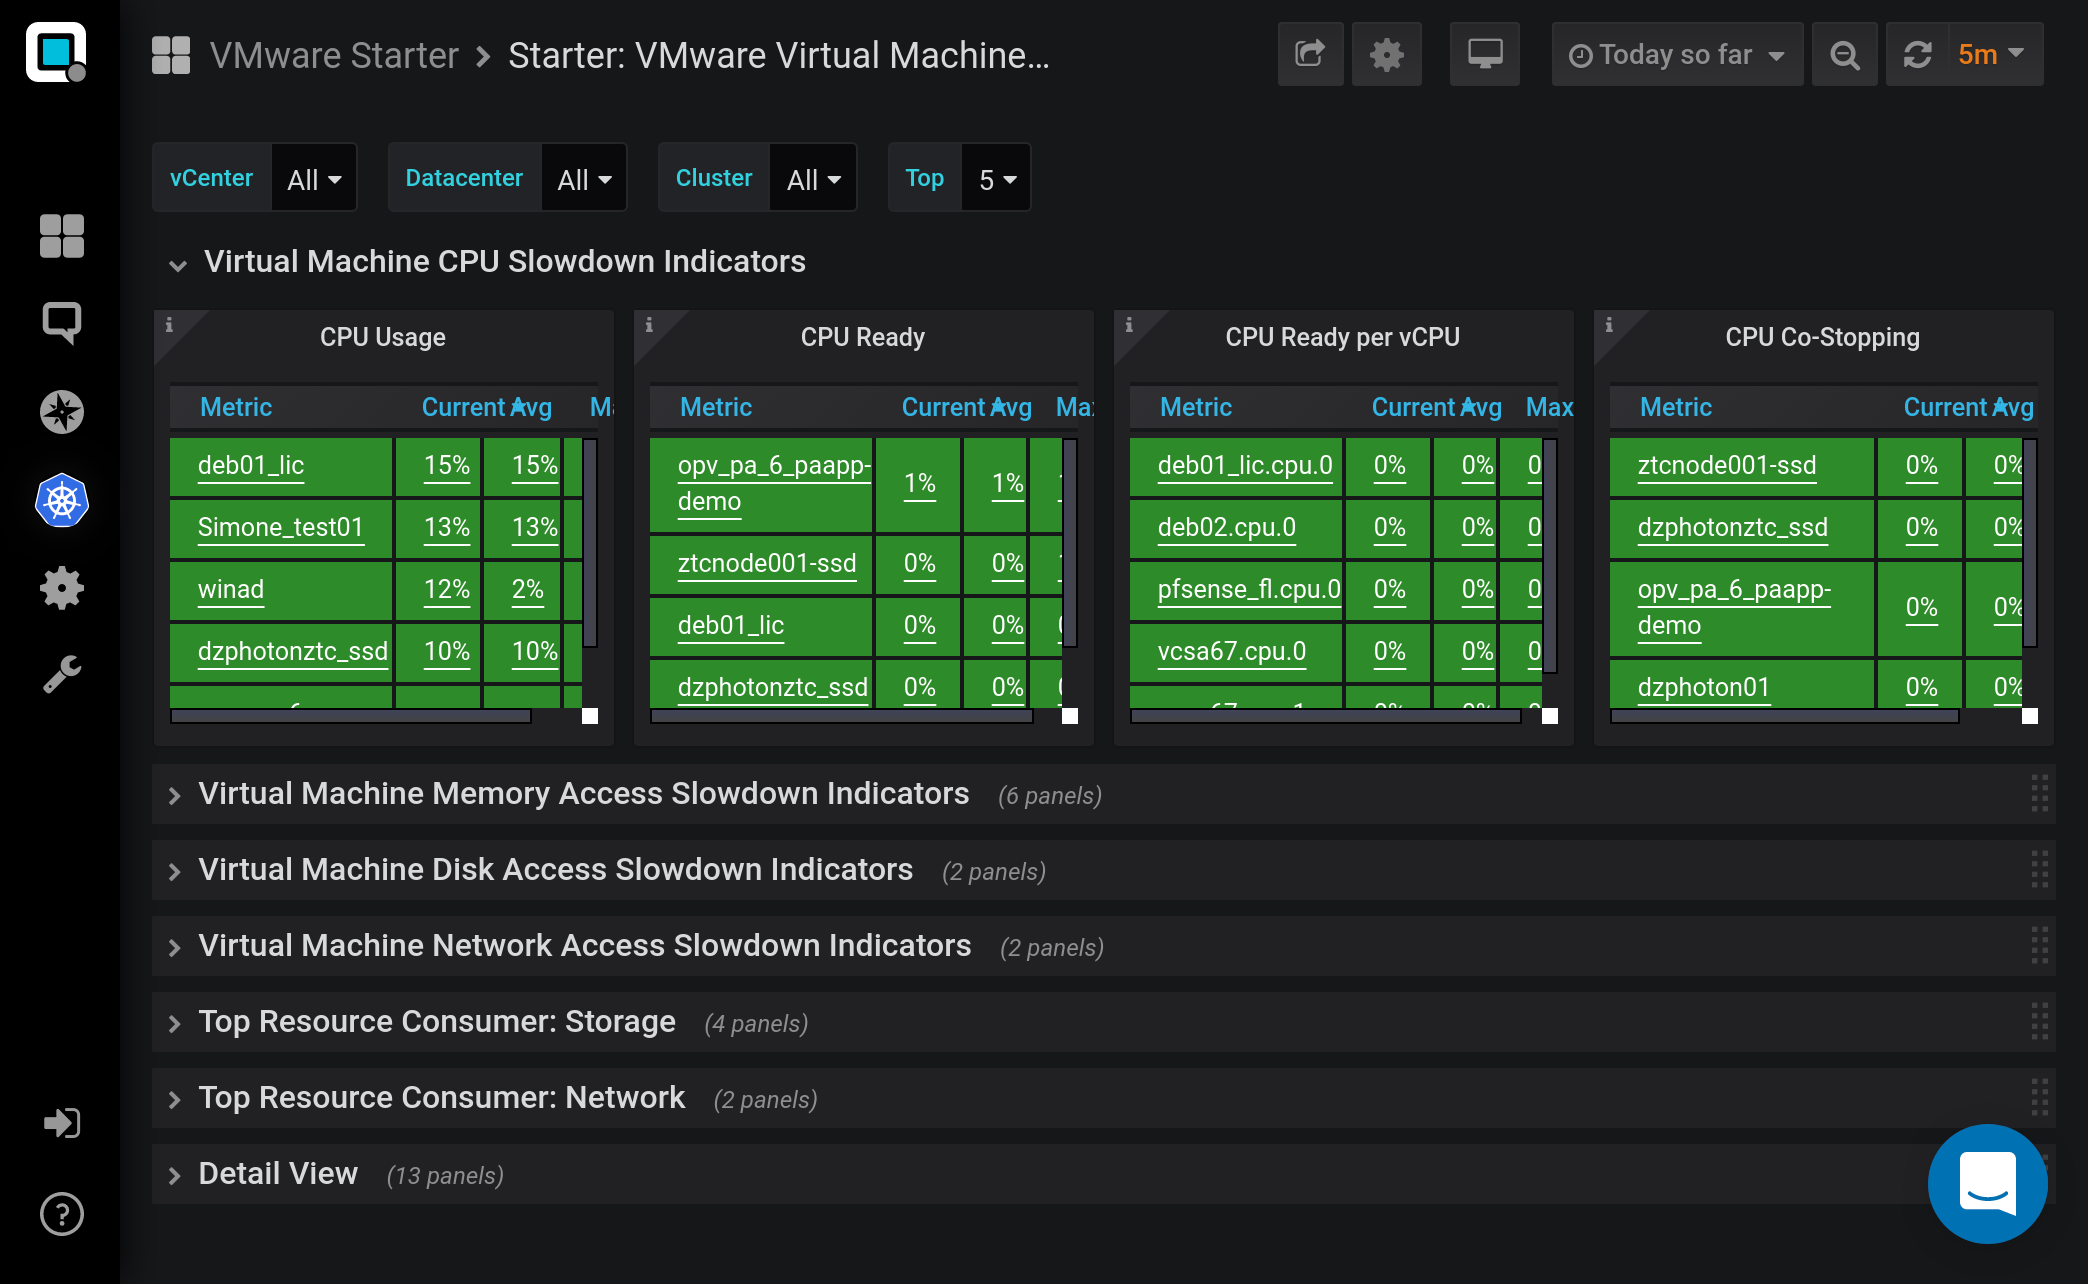 VMware Starter > Starter: VMware Virtual Machine...
Today so far
5m
vCenter All
Datacenter All
Cluster All
Top 5
Virtual Machine CPU Slowdown Indicators
CPU Usage
Metric Current Avg
deb01_lic 15% 15%
Simone_test01 13% 13%
winad 12% 2%
dzphotonztc_ssd 10% 10%
CPU Ready
Metric Current Avg Max
opv_pa_6_paapp-
demo 1% 1%
ztcnode001-ssd 0% 0%
deb01_lic 0% 0%
dzphotonztc_ssd 0% 0%
CPU Ready per vCPU
Metric Current Avg Max
deb01_lic.cpu.0 0% 0% 0
deb02.cpu.0 0% 0% 0
pfsense_fl.cpu.0 0% 0% 0
vcsa67.cpu.0 0% 0% 0
CPU Co-Stopping
Metric Current Avg
ztcnode001-ssd 0% 0%
dzphotonztc_ssd 0% 0%
opv_pa_6_paapp-
demo 0% 0%
dzphoton01 0% 0%
Virtual Machine Memory Access Slowdown Indicators (6 panels)
Virtual Machine Disk Access Slowdown Indicators (2 panels)
Virtual Machine Network Access Slowdown Indicators (2 panels)
Top Resource Consumer: Storage (4 panels)
Top Resource Consumer: Network (2 panels)
Detail View (13 panels)